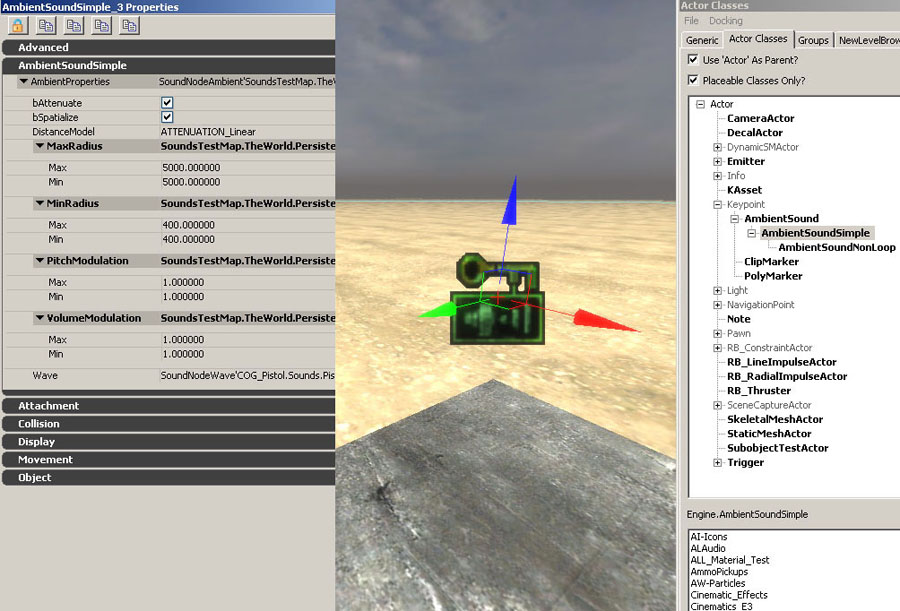 AmbientSoundSimple_3 Properties
Advanced
AmbientSoundSimple
AmbientProperties SoundNodeAmbient'SoundsTestMap.TheW
bAttenuate
bSpatialize
DistanceModel ATTENUATION_Linear
MaxRadius SoundsTestMap.TheWorld.Persiste
Max 5000.000000
Min 5000.000000
MinRadius SoundsTestMap.TheWorld.Persiste
Max 400.000000
Min 400.000000
PitchModulation SoundsTestMap.TheWorld.Persiste
Max 1.000000
Min 1.000000
VolumeModulation SoundsTestMap.TheWorld.Persiste
Max 1.000000
Min 1.000000
Wave SoundNodeWave'COG_Pistol.Sounds.Pis
Attachment
Collision
Display
Movement
Object
Actor Classes
File Docking
Generic Actor Classes Groups NewLevelBrow
Use 'Actor' As Parent?
Placeable Classes Only?
Actor
CameraActor
DecalActor
DynamicSMActor
Emitter
Info
KAsset
Keypoint
AmbientSound
AmbientSoundSimple
AmbientSoundNonLoop
ClipMarker
PolyMarker
Light
NavigationPoint
Note
Pawn
RB_ConstraintActor
RB_LineImpulseActor
RB_RadialImpulseActor
RB_Thruster
SceneCaptureActor
SkeletalMeshActor
StaticMeshActor
SubobjectTestActor
Trigger
Engine.AmbientSoundSimple
AI-Icons
ALAudio
ALL_Material_Test
AmmoPickups
AW-Particles
Cinematic_Effects
Cinematics_E3